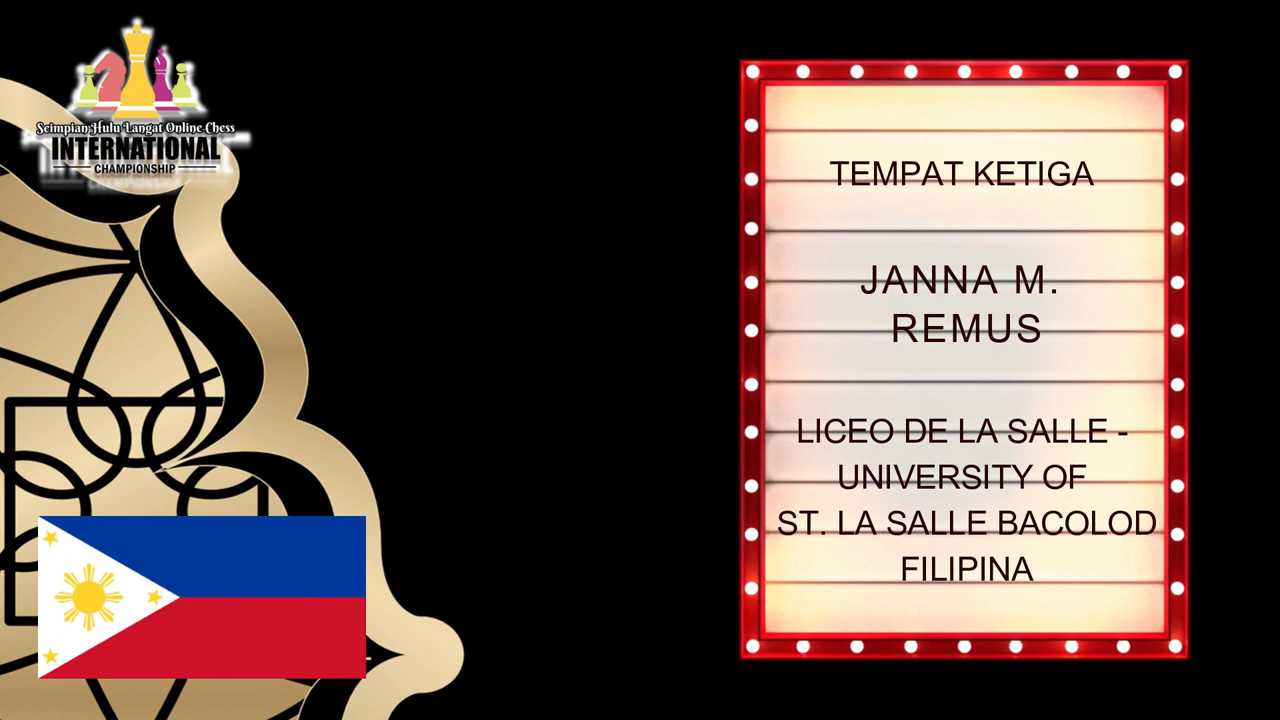 Scimpian Hulu Langat Online Chess
INTERNATIONAL
CHAMPIONSHIP
TEMPAT KETIGA
JANNA M.
REMUS
LICEO DE LA SALLE -
UNIVERSITY OF
ST. LA SALLE BACOLOD
FILIPINA